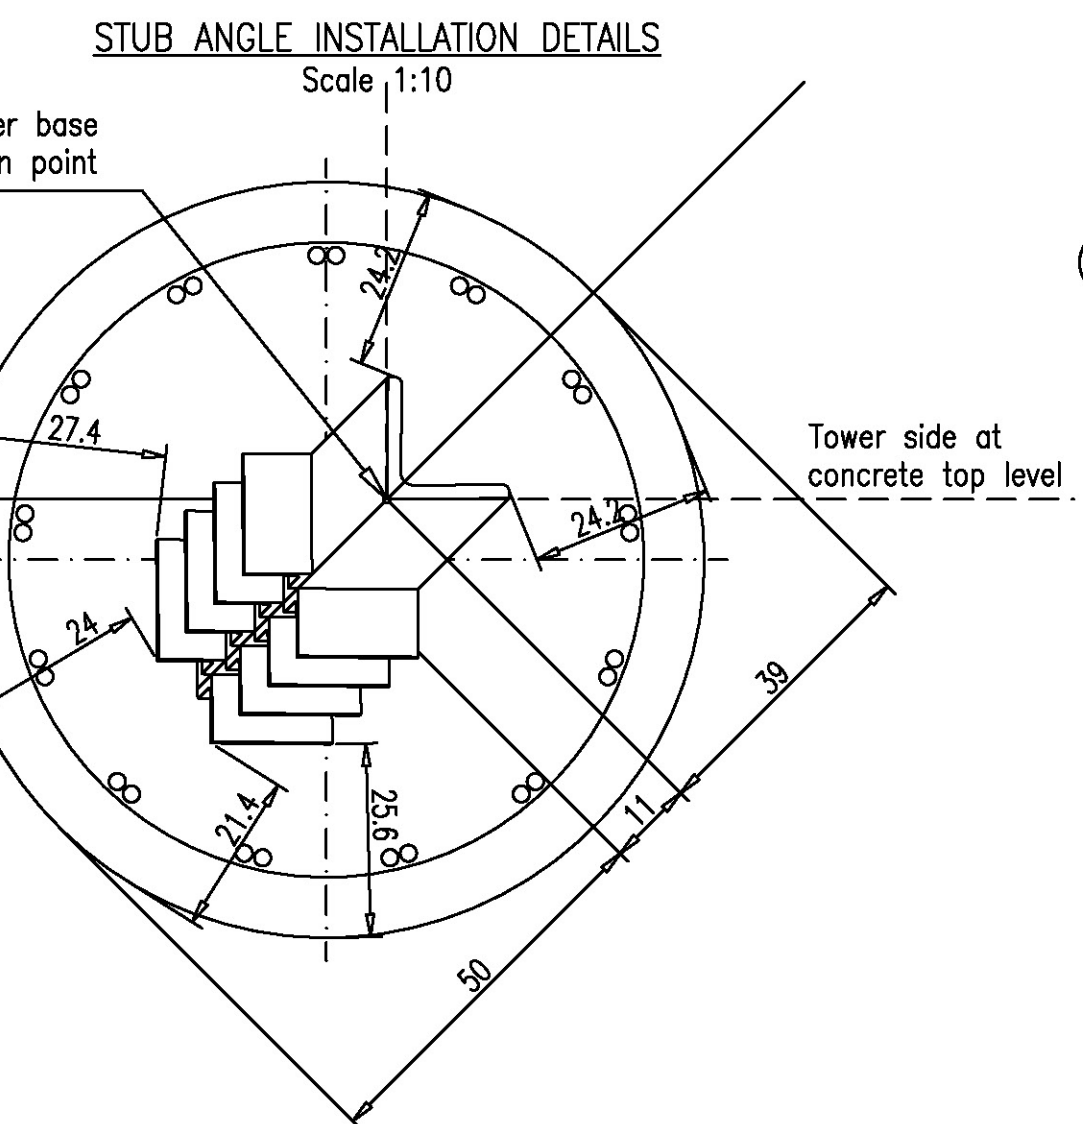 STUB ANGLE INSTALLATION DETAILS
Scale 1:10
er base
n point
24.2
27.4
Tower side at
concrete top level
24.2
24
39
11
25.6
21.4
50